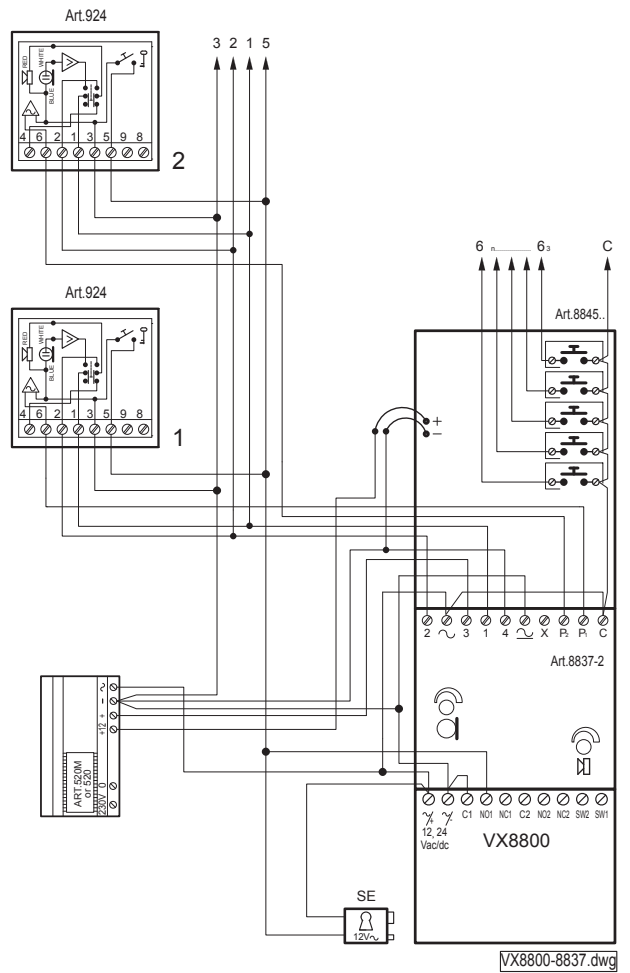 Art.924
RED
WHITE
BLUE
4 6 2 1 3 5 9 8
2
3 2 1 5
Art.924
RED
WHITE
BLUE
4 6 2 1 3 5 9 8
1
6 n 6 3 C
Art.8845..
+
−
2 3 1 4 X P2 P1 C
Art.8837-2
− + +12
ART.520M
or 520
230V 0
~/+ ~/- C1 NO1 NC1 C2 NO2 NC2 SW2 SW1
12, 24
Vac/dc
VX8800
SE
12V~
VX8800-8837.dwg